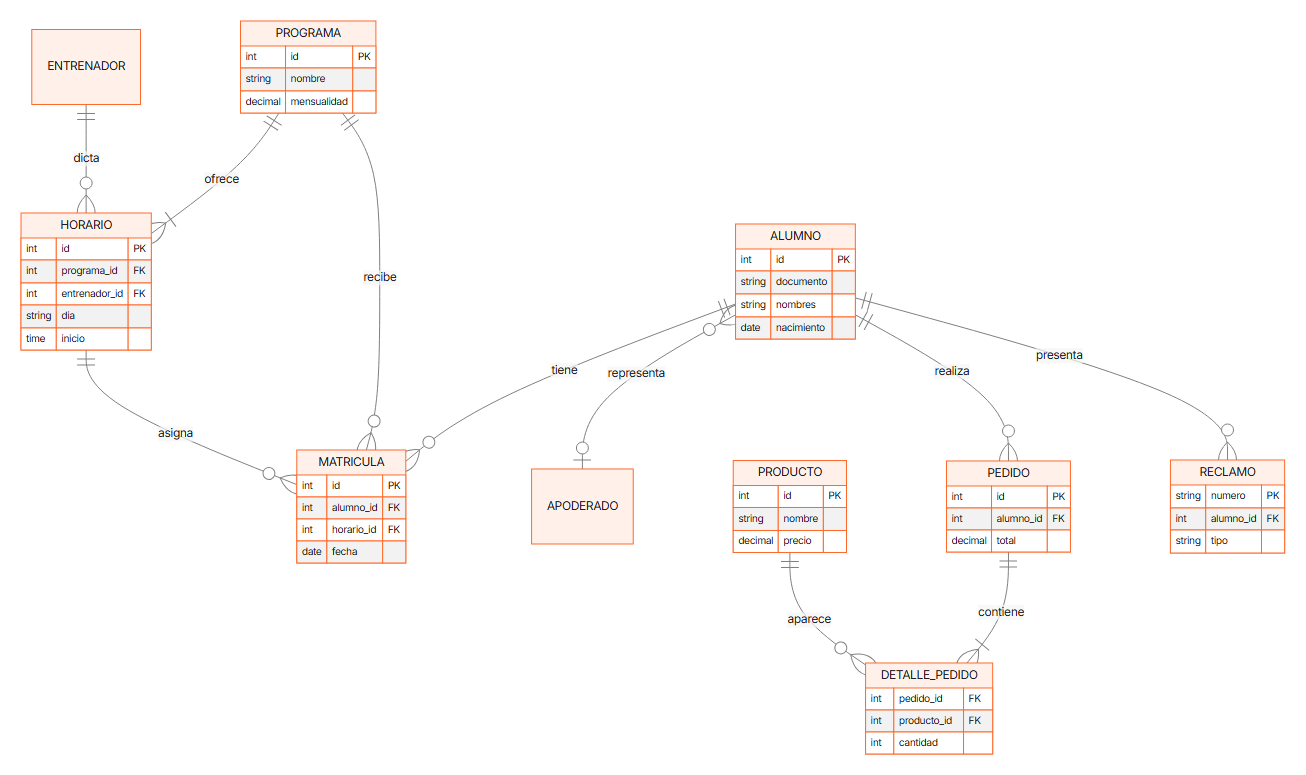 ENTRENADOR
PROGRAMA
int id PK
string nombre
decimal mensualidad
dicta
ofrece
recibe
HORARIO
int id PK
int programa_id FK
int entrenador_id FK
string dia
time inicio
ALUMNO
int id PK
string documento
string nombres
date nacimiento
tiene
representa
realiza
presenta
asigna
MATRICULA
int id PK
int alumno_id FK
int horario_id FK
date fecha
APODERADO
PRODUCTO
int id PK
string nombre
decimal precio
PEDIDO
int id PK
int alumno_id FK
decimal total
RECLAMO
string numero PK
int alumno_id FK
string tipo
aparece
contiene
DETALLE_PEDIDO
int pedido_id FK
int producto_id FK
int cantidad